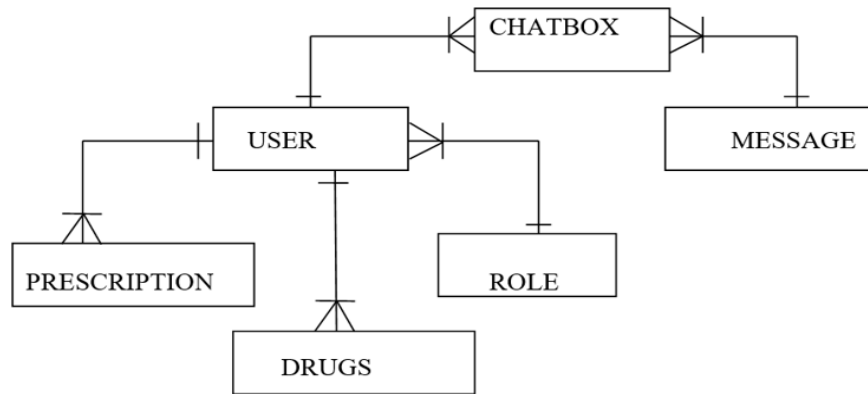 CHATBOX
USER
MESSAGE
PRESCRIPTION
ROLE
DRUGS